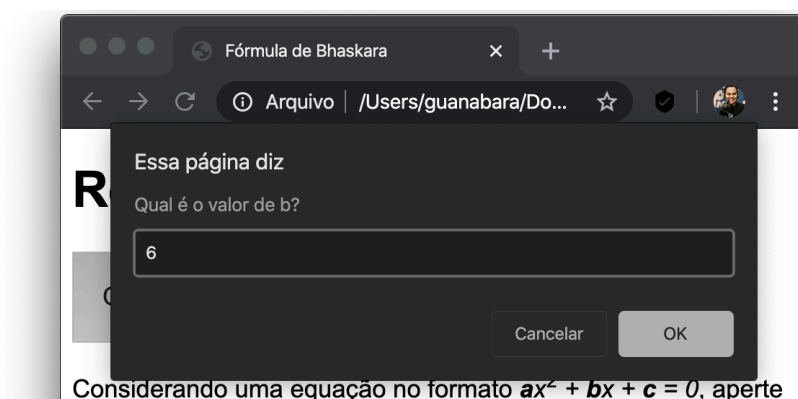 Fórmula de Bhaskara
Arquivo | /Users/guanabara/Do...
Essa página diz
Qual é o valor de b?
6
Cancelar OK
Considerando uma equação no formato ax² + bx + c = 0, aperte